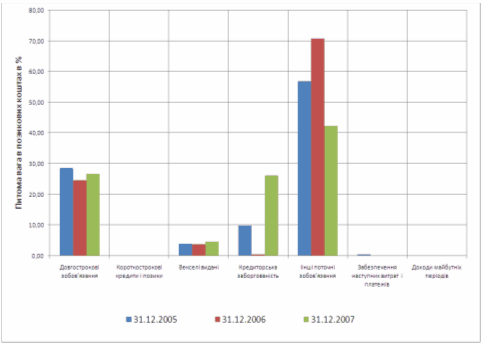 Питома вага в позикових коштах в %
80,00
70,00
60,00
50,00
40,00
30,00
20,00
10,00
0,00
Довгострокові зобов'язання
Короткострокові кредити і позики
Векселі видані
Кредиторська заборгованість
Інші поточні зобов'язання
Забезпечення наступних витрат і платежів
Доходи майбутніх періодів
31.12.2005 31.12.2006 31.12.2007